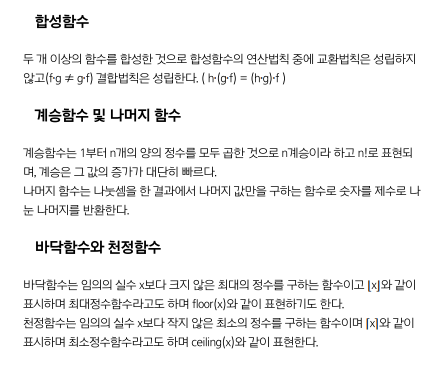 합성함수
두 개 이상의 함수를 합성한 것으로 합성함수의 연산법칙 중에 교환법칙은 성립하지
않고(f·g ≠ g·f) 결합법칙은 성립한다. ( h·(g·f) = (h·g)·f )
계승함수 및 나머지 함수
계승함수는 1부터 n개의 양의 정수를 모두 곱한 것으로 n계승이라 하고 n!로 표현되
며, 계승은 그 값의 증가가 대단히 빠르다.
나머지 함수는 나눗셈을 한 결과에서 나머지 값만을 구하는 함수로 숫자를 제수로 나
눈 나머지를 반환한다.
바닥함수와 천정함수
바닥함수는 임의의 실수 x보다 크지 않은 최대의 정수를 구하는 함수이고 ⌊x⌋와 같이
표시하며 최대정수함수라고도 하며 floor(x)와 같이 표현하기도 한다.
천정함수는 임의의 실수 x보다 작지 않은 최소의 정수를 구하는 함수이며 ⌈x⌉와 같이
표시하며 최소정수함수라고도 하며 ceiling(x)와 같이 표현한다.